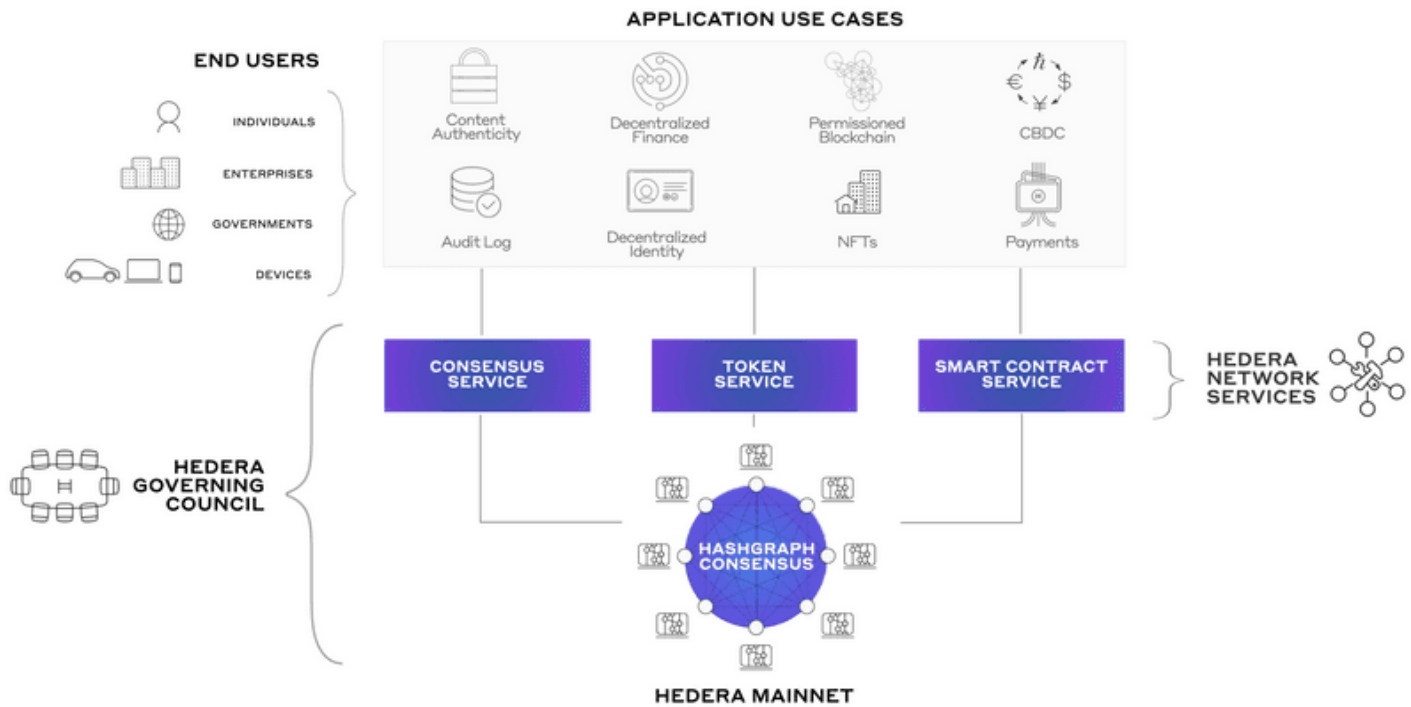 APPLICATION USE CASES
END USERS
INDIVIDUALS
ENTERPRISES
GOVERNMENTS
DEVICES
Content
Authenticity
Decentralized
Finance
Permissioned
Blockchain
ħ
€ $
¥
CBDC
Audit Log
Decentralized
Identity
NFTs
Payments
CONSENSUS
SERVICE
TOKEN
SERVICE
SMART CONTRACT
SERVICE
HEDERA
NETWORK
SERVICES
HEDERA
GOVERNING
COUNCIL
HASHGRAPH
CONSENSUS
HEDERA MAINNET